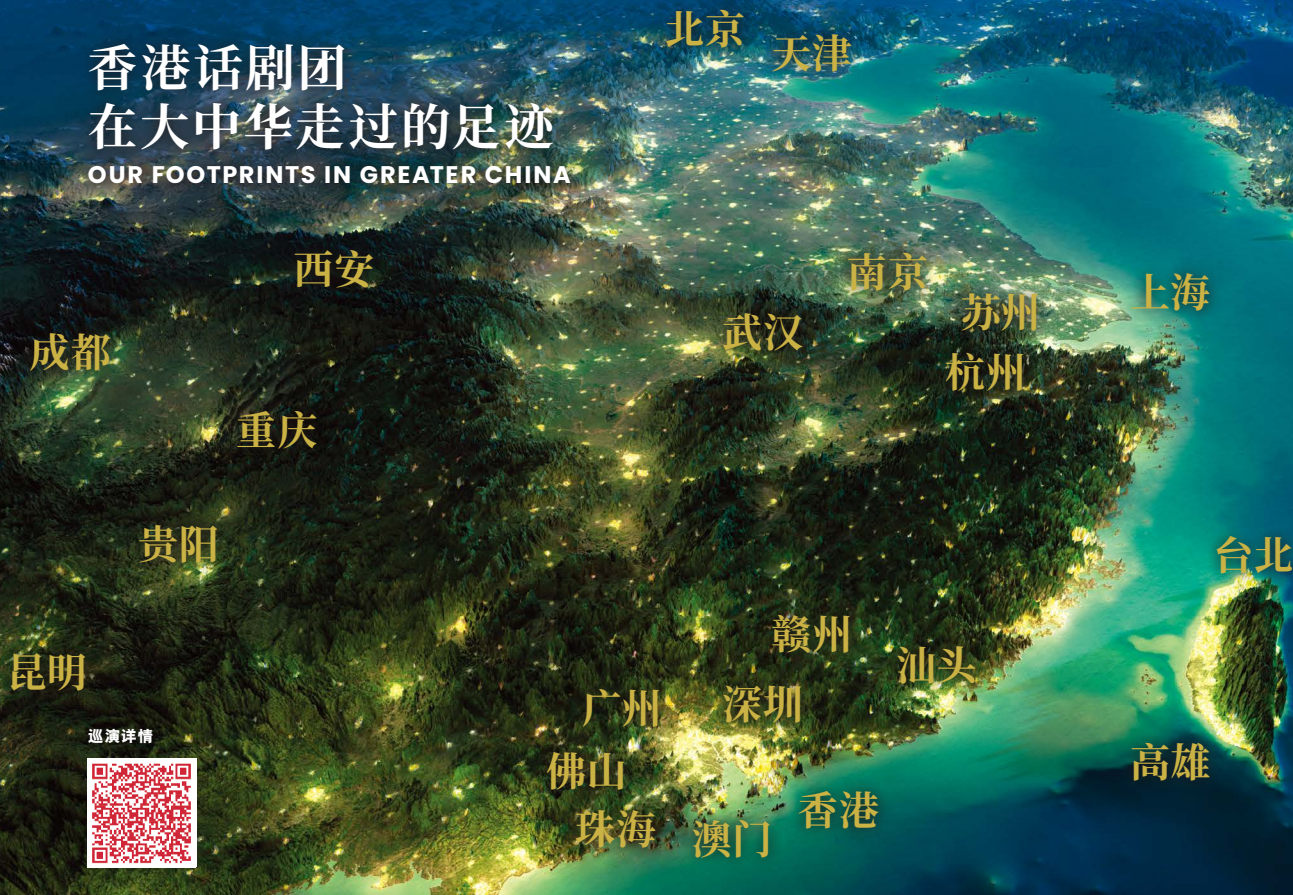 香港话剧团
在大中华走过的足迹
OUR FOOTPRINTS IN GREATER CHINA
北京
天津
西安
南京
上海
苏州
武汉
成都
杭州
重庆
贵阳
台北
赣州
昆明
汕头
广州
深圳
巡演详情
佛山
高雄
香港
珠海
澳门